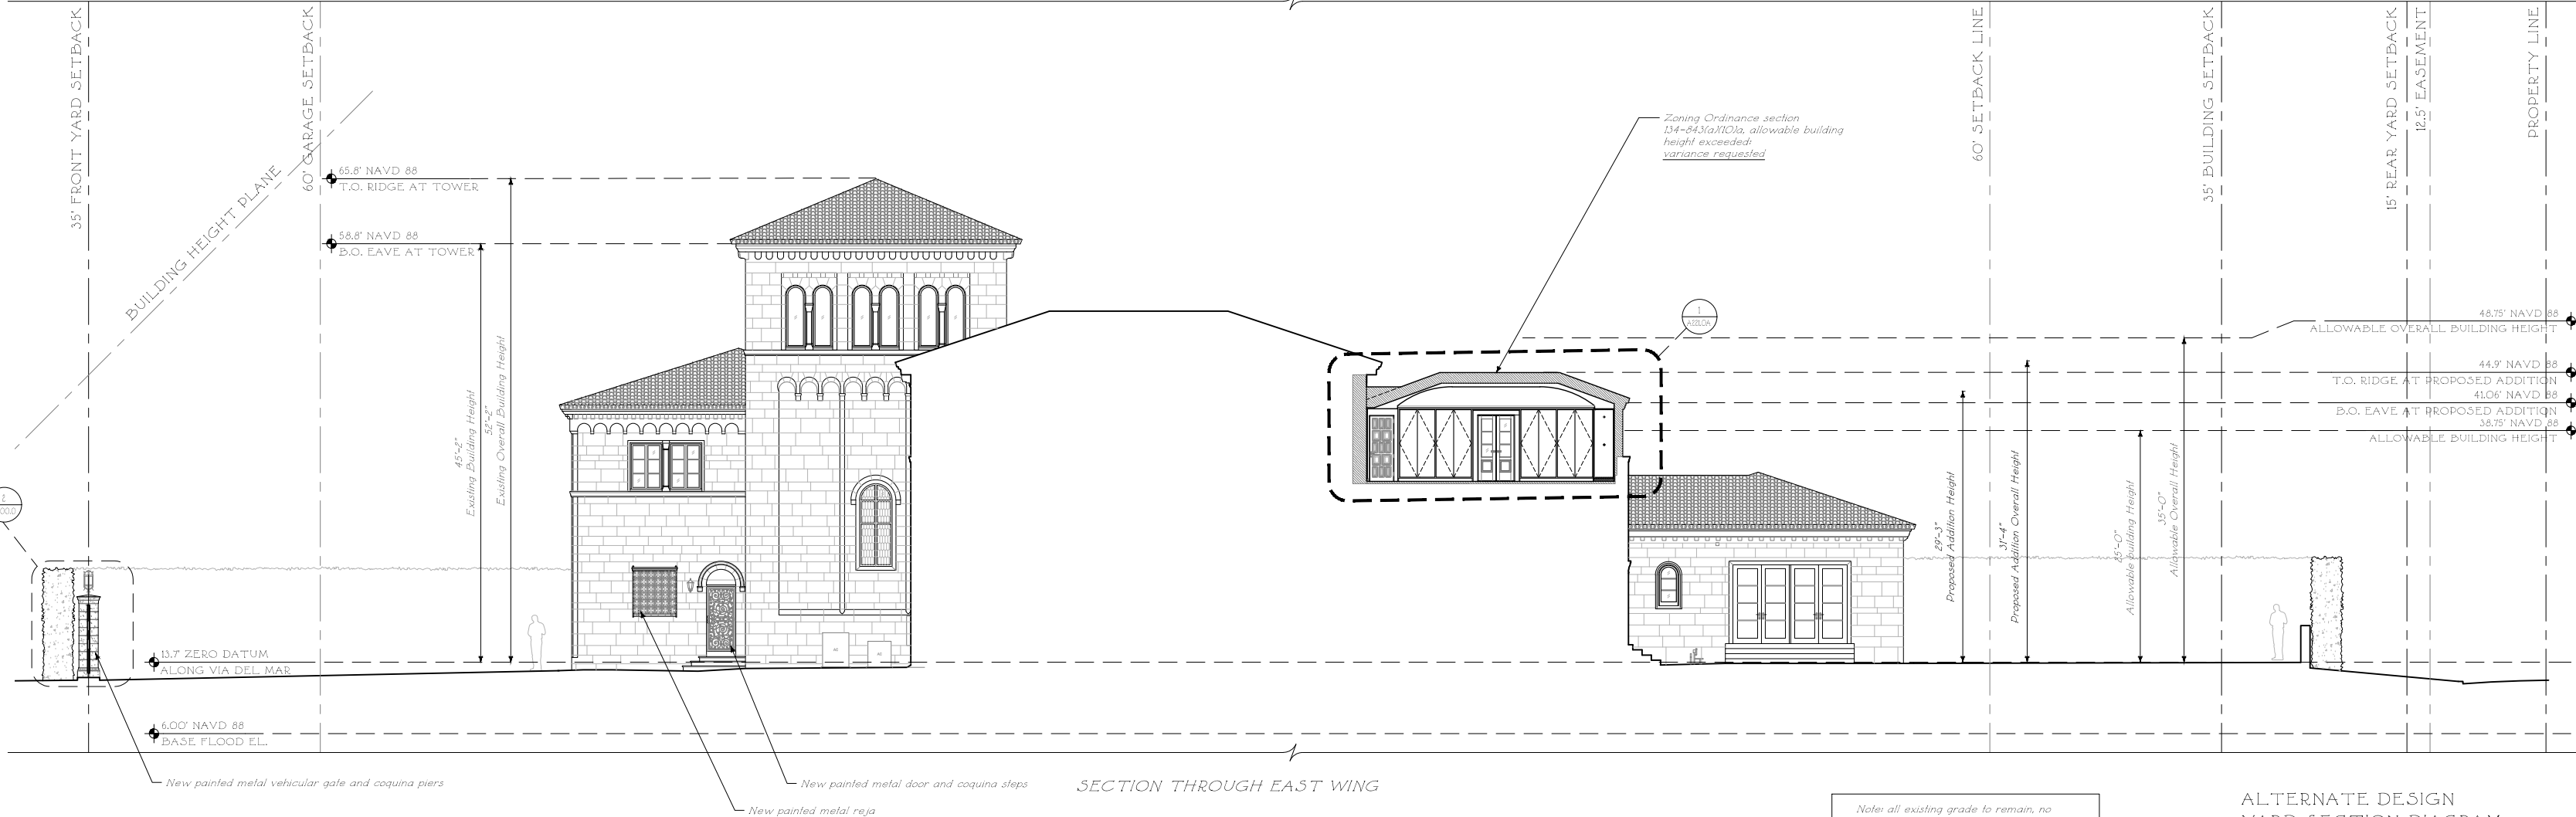 35' FRONT YARD SETBACK
60' GARAGE SETBACK
BUILDING HEIGHT PLANE
65.8' NAVD 88
T.O. RIDGE AT TOWER
58.8' NAVD 88
B.O. EAVE AT TOWER
45'-2"
Existing Building Height
52'-2"
Existing Overall Building Height
2
13.7' ZERO DATUM
ALONG VIA DEL MAR
6.00' NAVD 88
BASE FLOOD EL.
New painted metal vehicular gate and coquina piers
New painted metal door and coquina steps
New painted metal reja
SECTION THROUGH EAST WING
Zoning Ordinance section
134-843(a)(10)a, allowable building
height exceeded:
variance requested
1
60' SETBACK LINE
35' BUILDING SETBACK
15' REAR YARD SETBACK
12.5' EASEMENT
PROPERTY LINE
48.75' NAVD 88
ALLOWABLE OVERALL BUILDING HEIGHT
44.9' NAVD 88
T.O. RIDGE AT PROPOSED ADDITION
41.06' NAVD 88
B.O. EAVE AT PROPOSED ADDITION
38.75' NAVD 88
ALLOWABLE BUILDING HEIGHT
29'-3"
Proposed Addition Height
31'-4"
Proposed Addition Overall Height
25'-0"
Allowable building Height
35'-0"
Allowable Overall Height
Note: all existing grade to remain, no
ALTERNATE DESIGN
YARD SECTION DIAGRAM